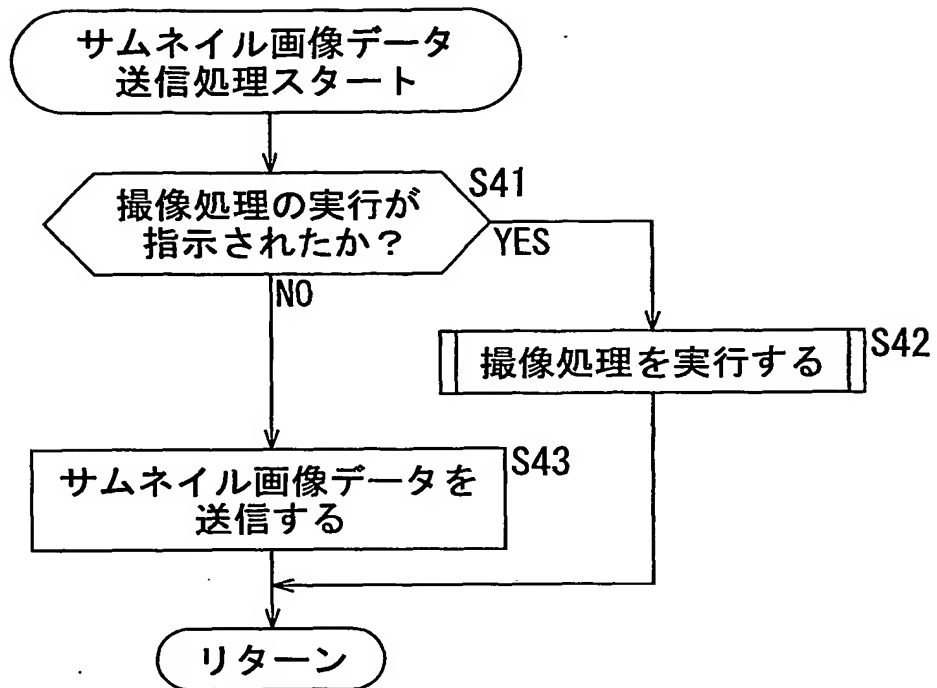 サムネイル画像データ
送信処理スタート
撮像処理の実行が
指示されたか？
S41
YES
NO
撮像処理を実行する
S42
サムネイル画像データを
送信する
S43
リターン